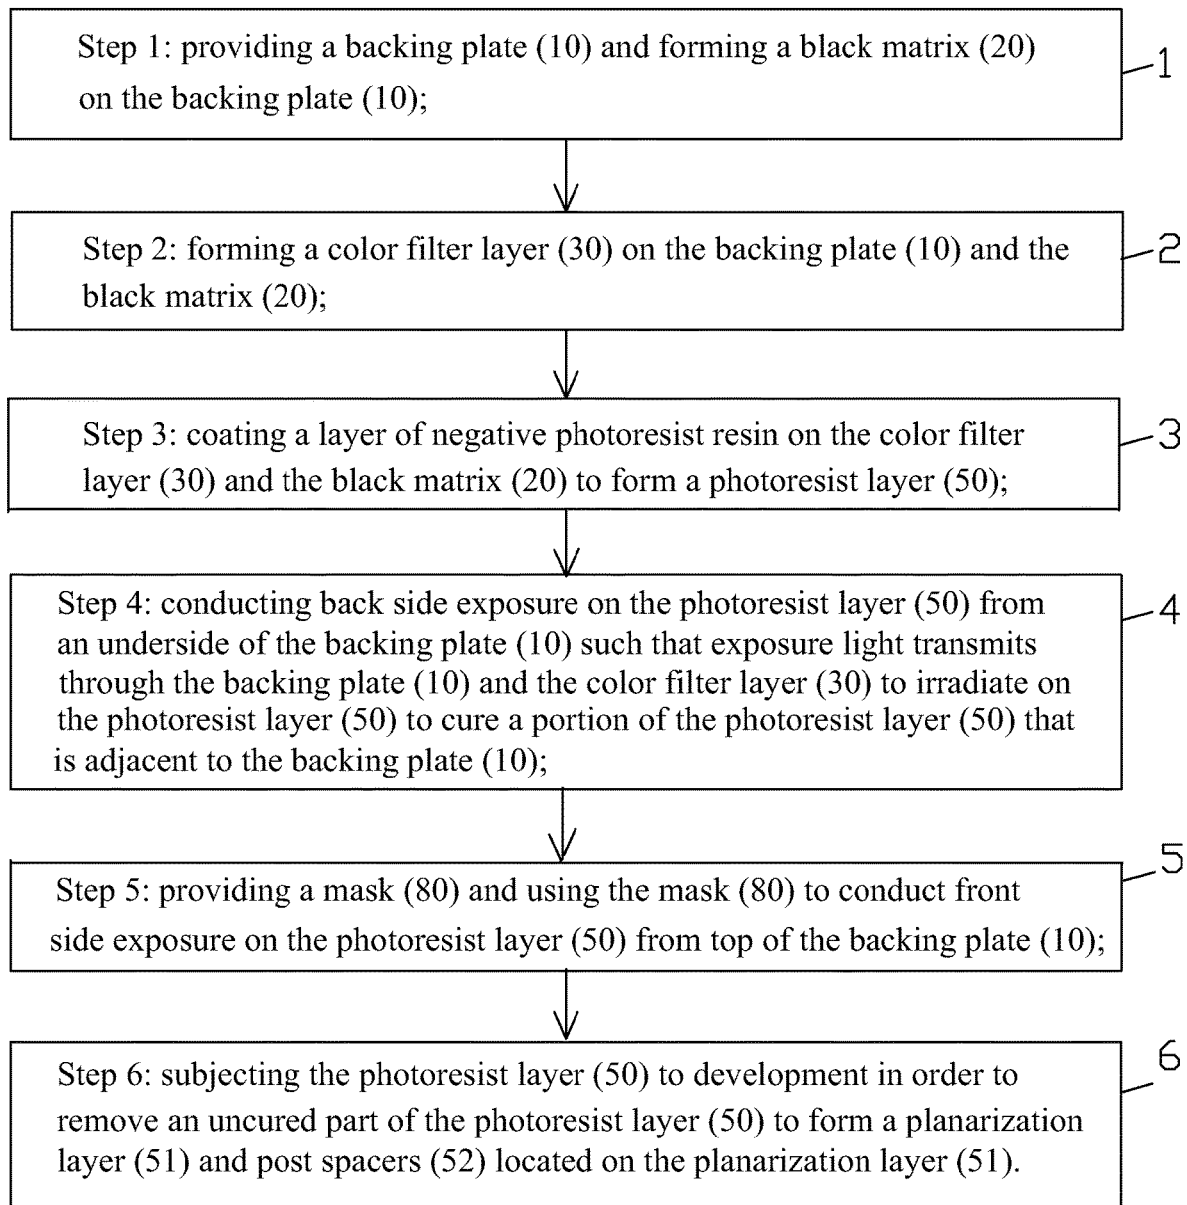 Step 1: providing a backing plate (10) and forming a black matrix (20)
on the backing plate (10);
1
Step 2: forming a color filter layer (30) on the backing plate (10) and the
black matrix (20);
2
Step 3: coating a layer of negative photoresist resin on the color filter
layer (30) and the black matrix (20) to form a photoresist layer (50);
3
Step 4: conducting back side exposure on the photoresist layer (50) from
an underside of the backing plate (10) such that exposure light transmits
through the backing plate (10) and the color filter layer (30) to irradiate on
the photoresist layer (50) to cure a portion of the photoresist layer (50) that
is adjacent to the backing plate (10);
4
Step 5: providing a mask (80) and using the mask (80) to conduct front
side exposure on the photoresist layer (50) from top of the backing plate (10);
5
Step 6: subjecting the photoresist layer (50) to development in order to
remove an uncured part of the photoresist layer (50) to form a planarization
layer (51) and post spacers (52) located on the planarization layer (51).
6